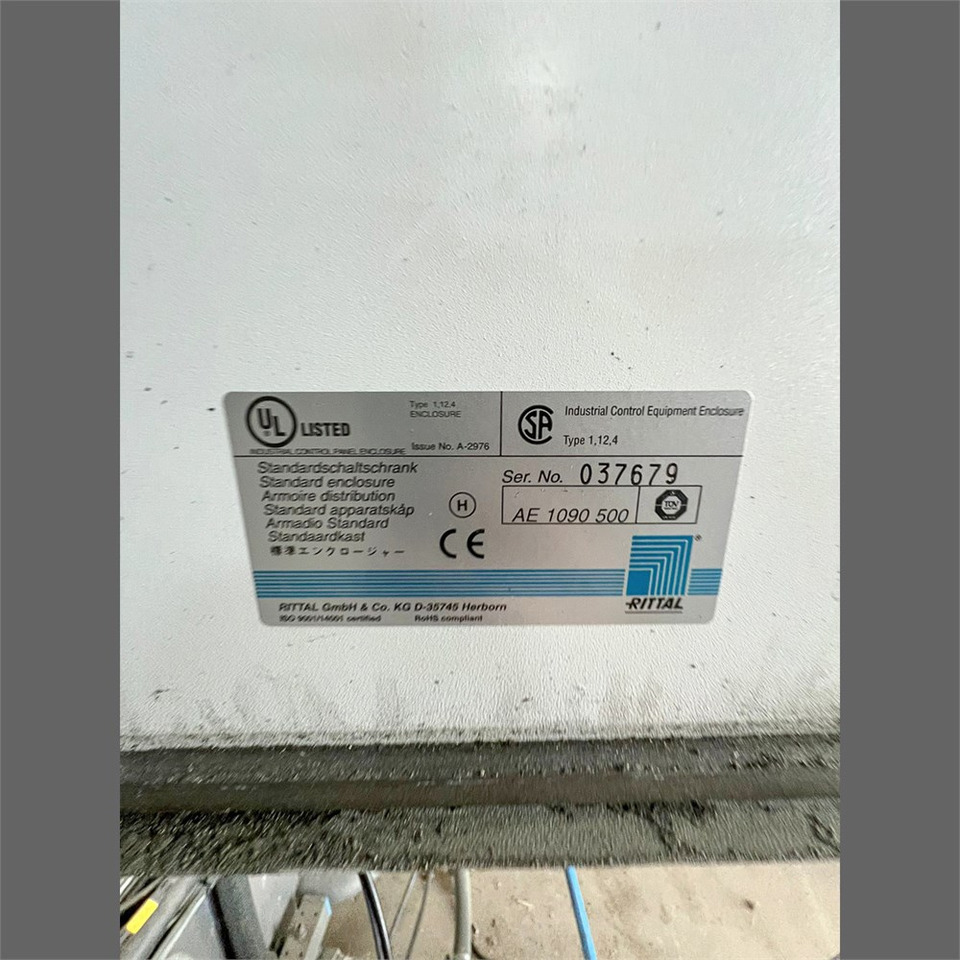 UL LISTED
INDUSTRIAL CONTROL PANEL ENCLOSURE
Type 1,12,4
ENCLOSURE
Issue No. A-2976
SA Industrial Control Equipment Enclosure
Type 1,12,4
Standardschaltschrank
Standard enclosure
Armoire distribution
Standard apparatskåp
Armadio Standard
Standaardkast
標準エンクロージャー
H
CE
Ser. No. 037679
AE 1090 500
TÜV
RITTAL ®
RITTAL GmbH & Co. KG D-35745 Herborn
ISO 9001/14001 certified RoHS compliant